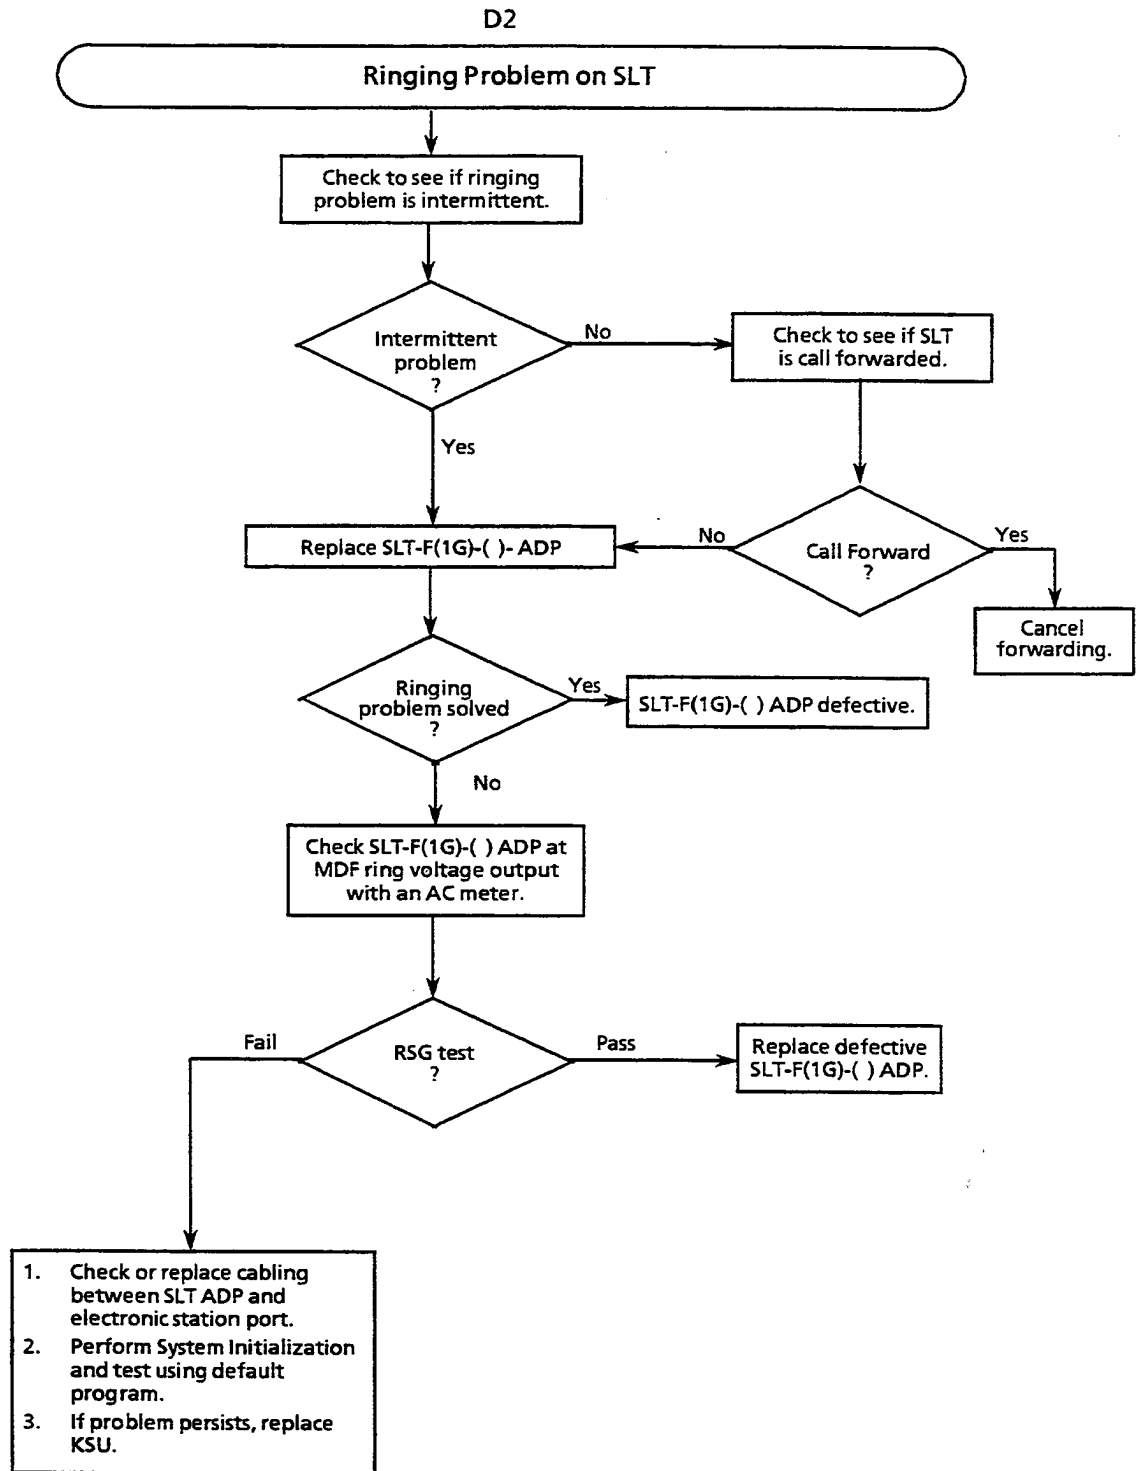 D2
Ringing Problem on SLT
Check to see if ringing
problem is intermittent.
Intermittent
problem
?
No
Check to see if SLT
is call forwarded.
Yes
Replace SLT-F(1G)-( )- ADP
No
Call Forward
?
Yes
Cancel
forwarding.
Ringing
problem solved
?
Yes
SLT-F(1G)-( ) ADP defective.
No
Check SLT-F(1G)-( ) ADP at
MDF ring voltage output
with an AC meter.
Fail
RSG test
?
Pass
Replace defective
SLT-F(1G)-( ) ADP.
1. Check or replace cabling
between SLT ADP and
electronic station port.
2. Perform System Initialization
and test using default
program.
3. If problem persists, replace
KSU.